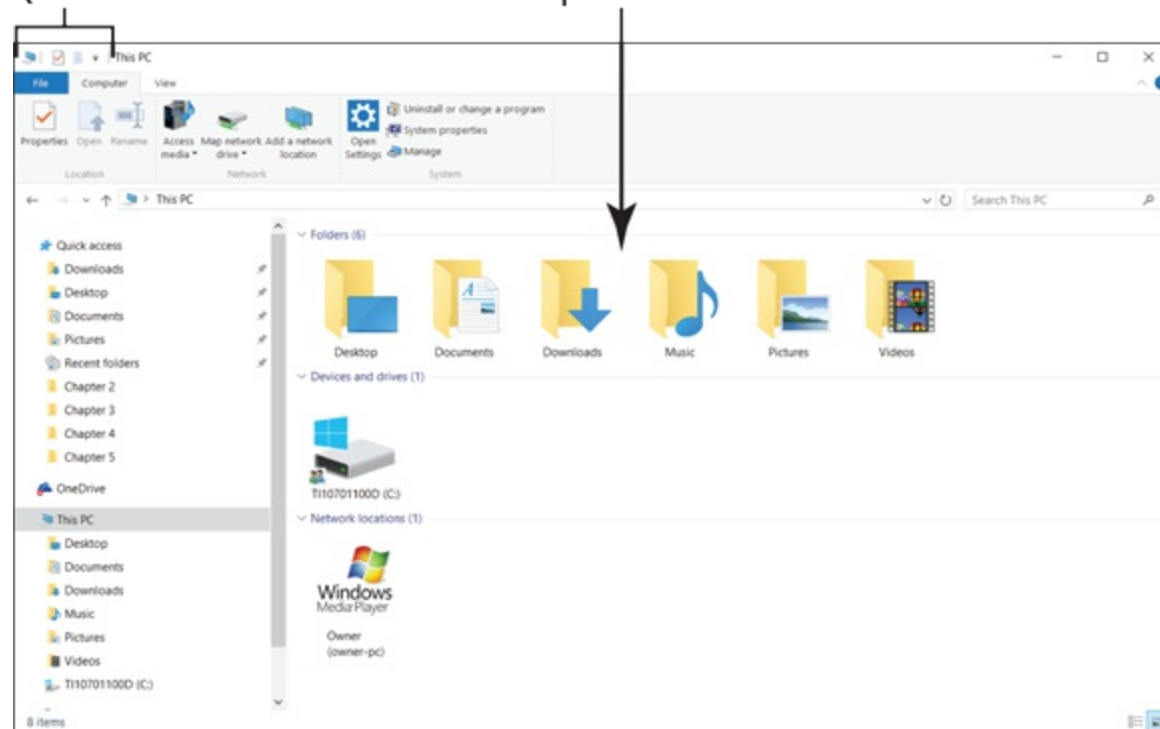 This PC
File Computer View
Properties Open Rename Access media Map network drive Add a network location Open Settings Uninstall or change a program
System properties
Manage
Location Network System
This PC Search This PC
Quick access
Downloads
Desktop
Documents
Pictures
Recent folders
Chapter 2
Chapter 3
Chapter 4
Chapter 5
OneDrive
This PC
Desktop
Documents
Downloads
Music
Pictures
Videos
TI10701100D (C:)
8 items
Folders (6)
Desktop Documents Downloads Music Pictures Videos
Devices and drives (1)
TI10701100D (C:)
Network locations (1)
Windows
Media Player
Owner
(owner-pc)